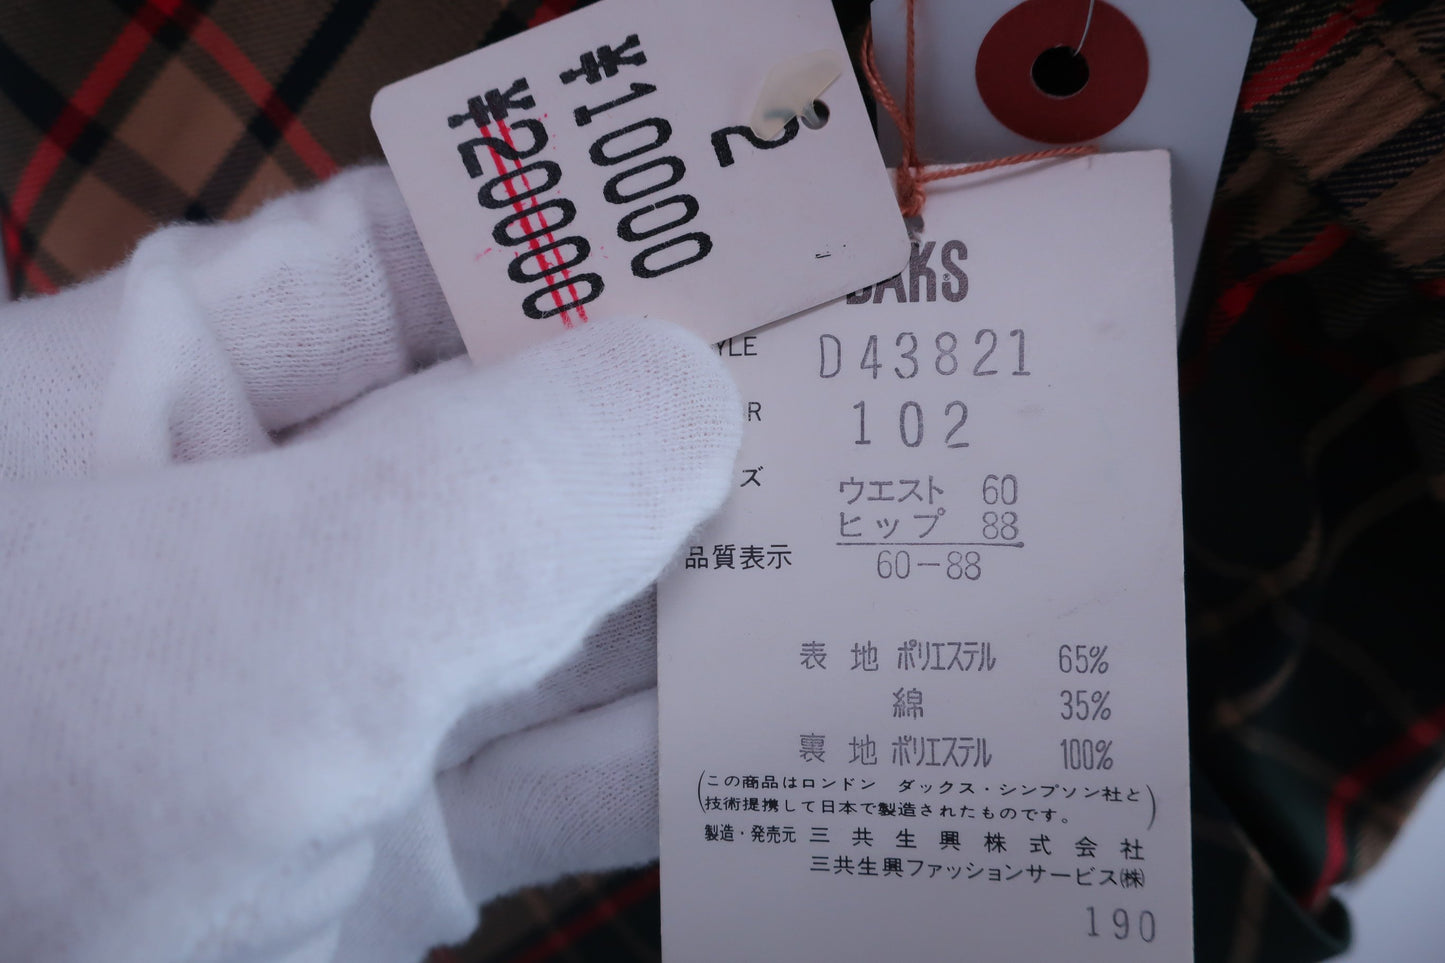 2
¥10000
¥20000
DAKS®
YLE D43821
R 102
ズ ウエスト 60
ヒップ 88
品質表示 60-88
表地 ポリエステル 65%
綿 35%
裏地 ポリエステル 100%
(この商品はロンドン ダックス・シンプソン社と
技術提携して日本で製造されたものです。)
製造・発売元 三共生興株式会社
三共生興ファッションサービス㈱
190